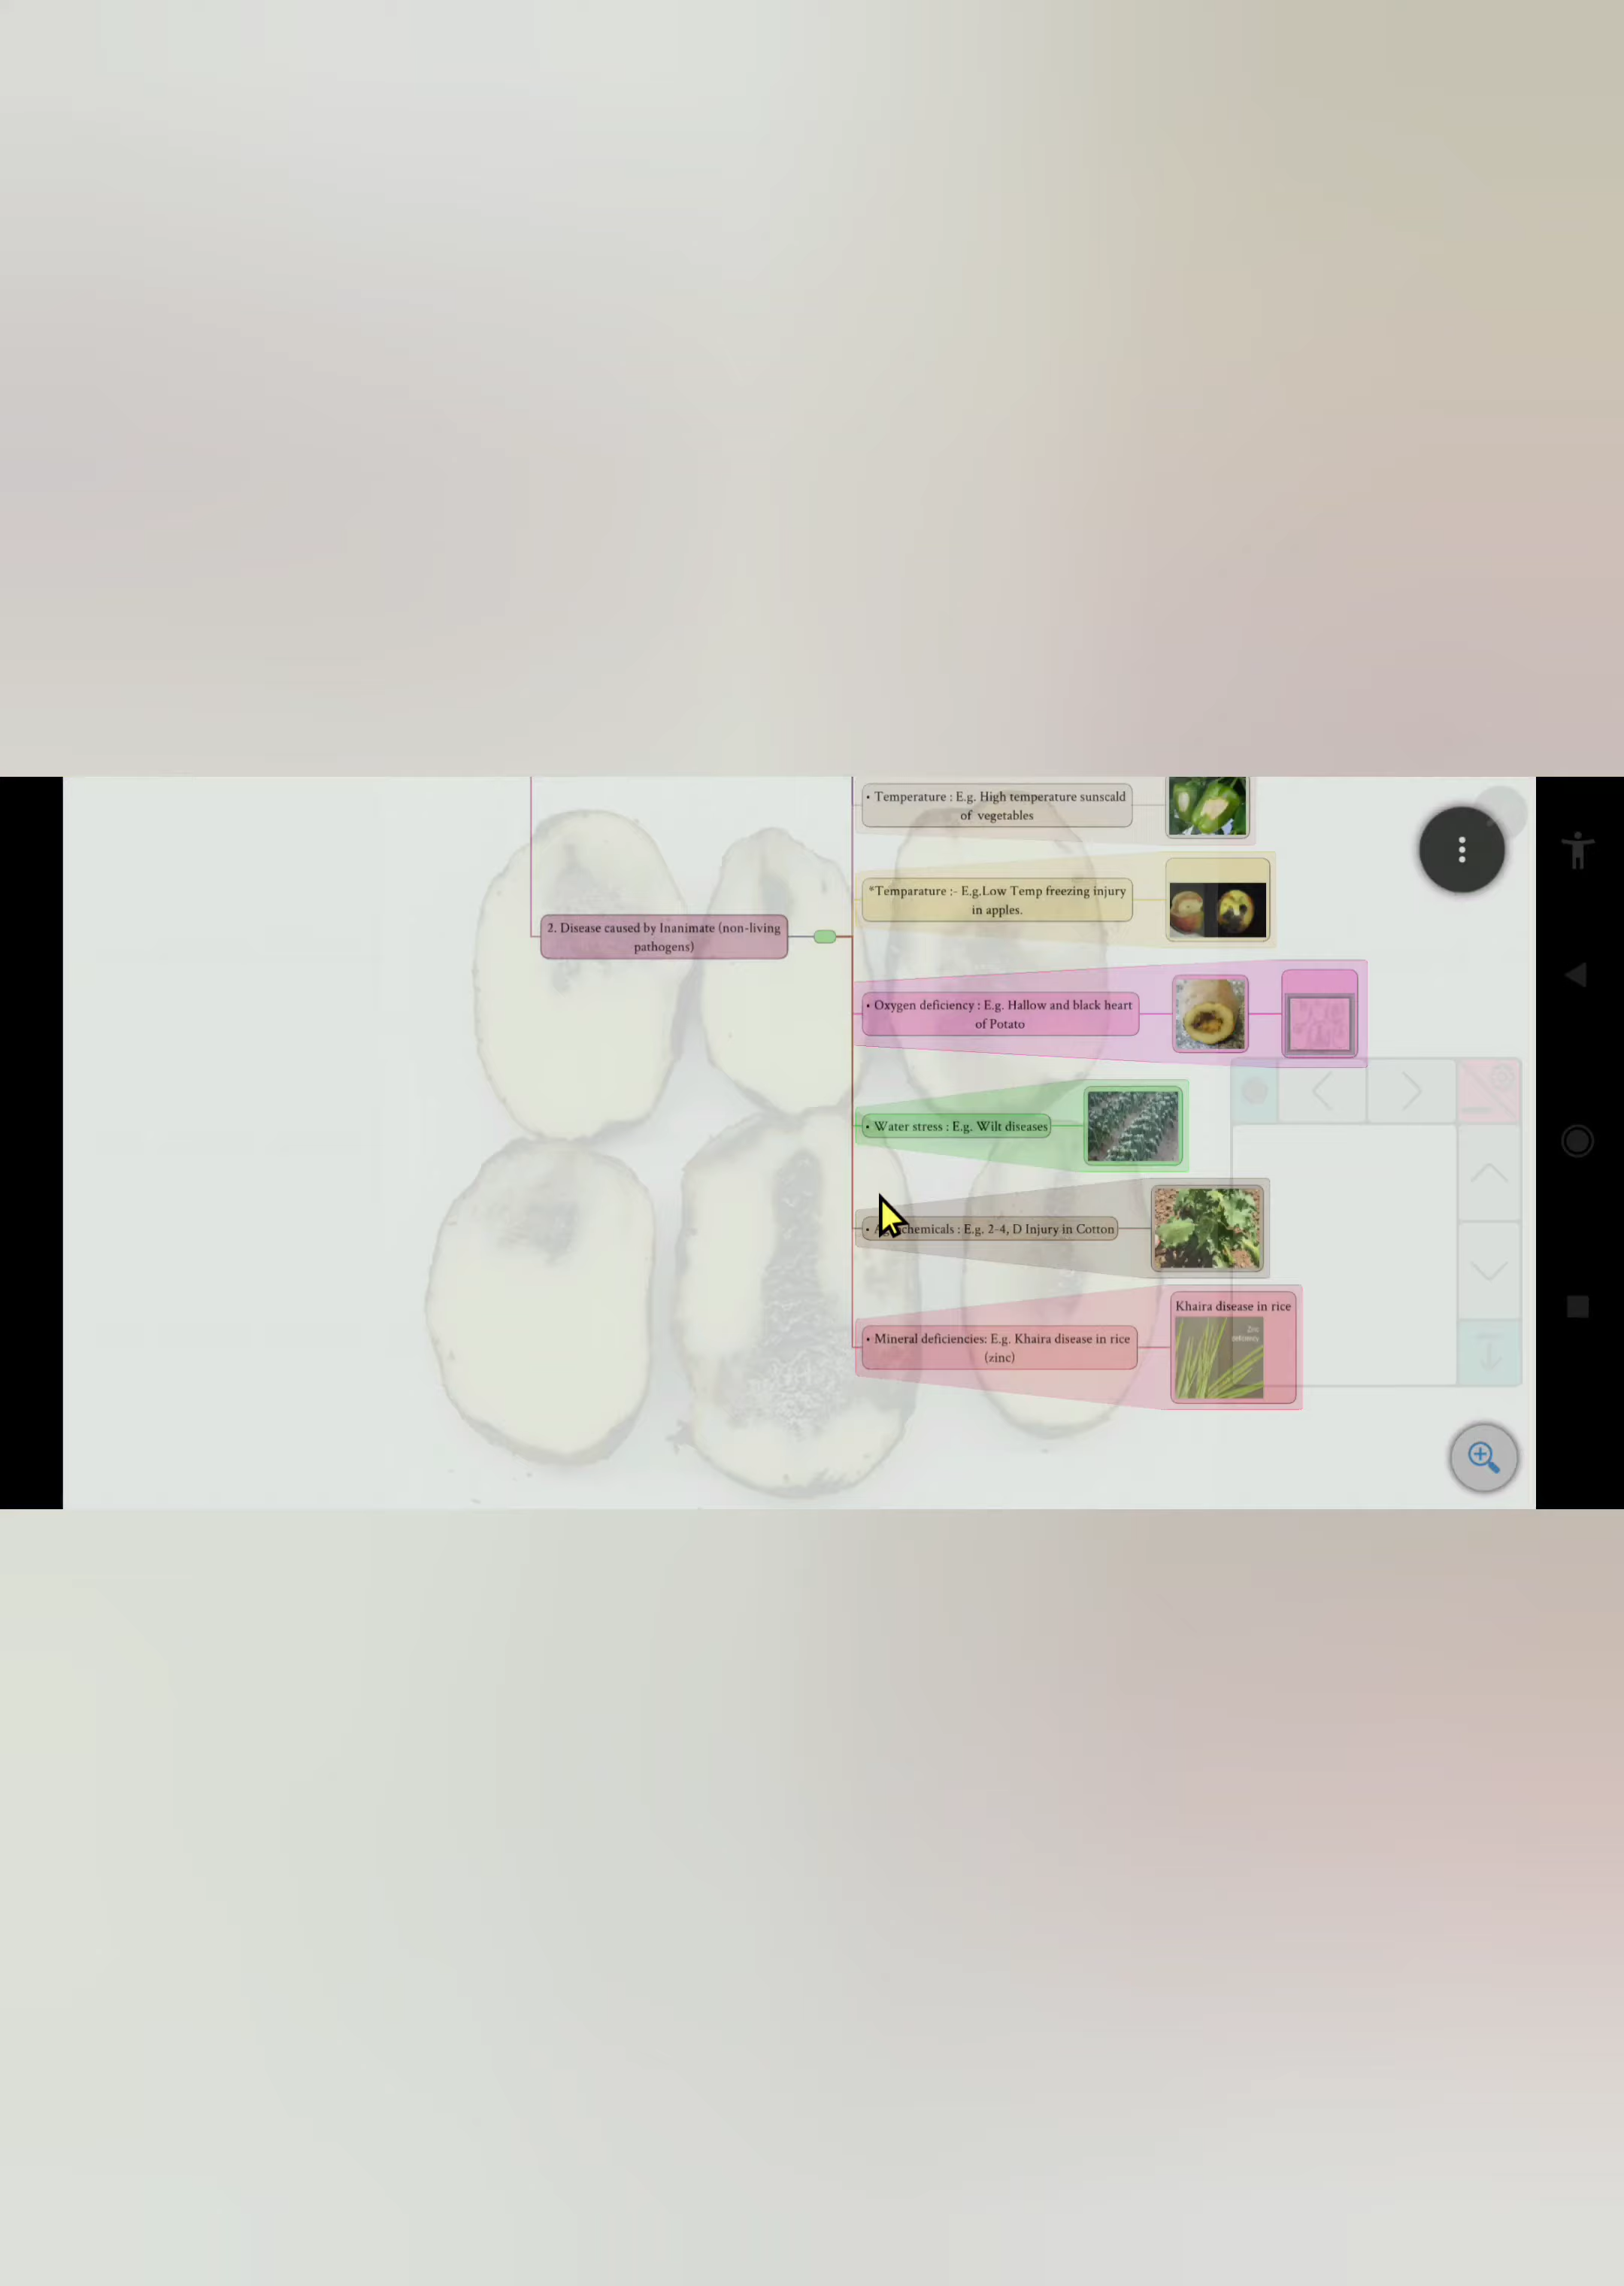 • Temperature : E.g. High temperature sunscald
of vegetables
*Temparature :- E.g.Low Temp freezing injury
in apples.
2. Disease caused by Inanimate (non-living
pathogens)
• Oxygen deficiency : E.g. Hallow and black heart
of Potato
• Water stress : E.g. Wilt diseases
• chemicals : E.g. 2-4, D Injury in Cotton
Khaira disease in rice
Zinc
deficiency
• Mineral deficiencies: E.g. Khaira disease in rice
(zinc)